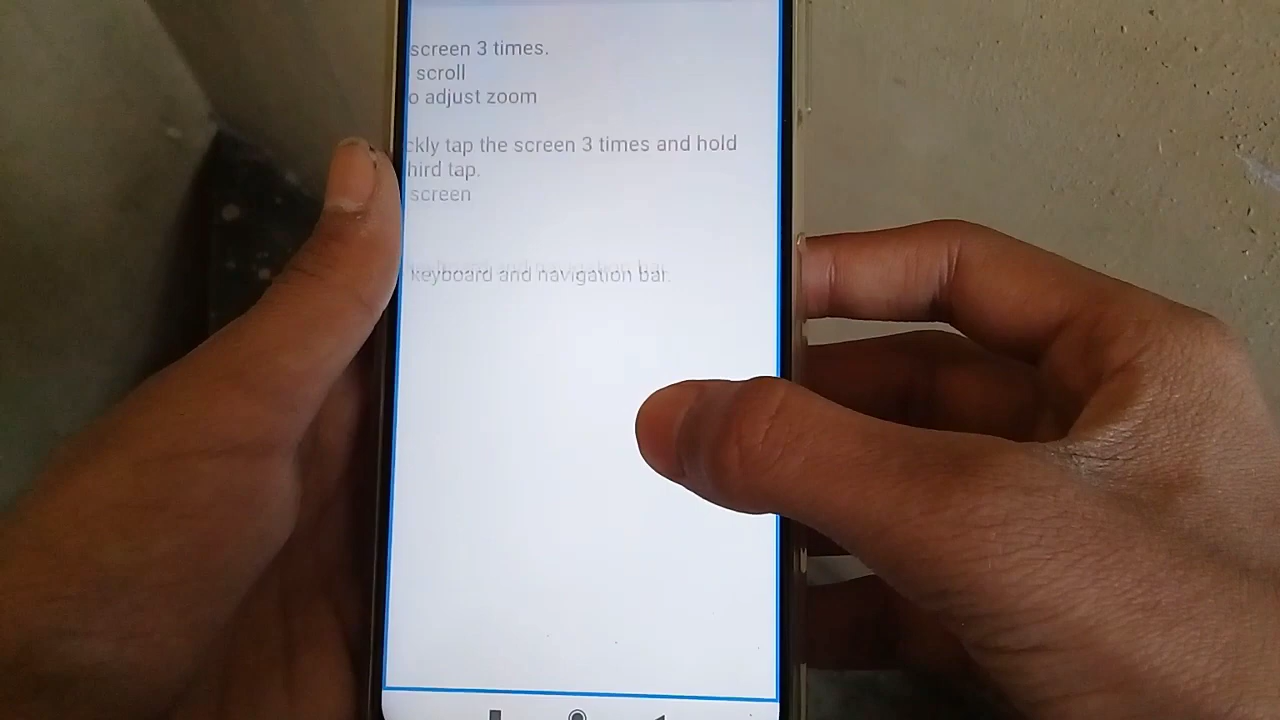 screen 3 times.
scroll
o adjust zoom
ckly tap the screen 3 times and hold
hird tap.
screen
keyboard and navigation bar.